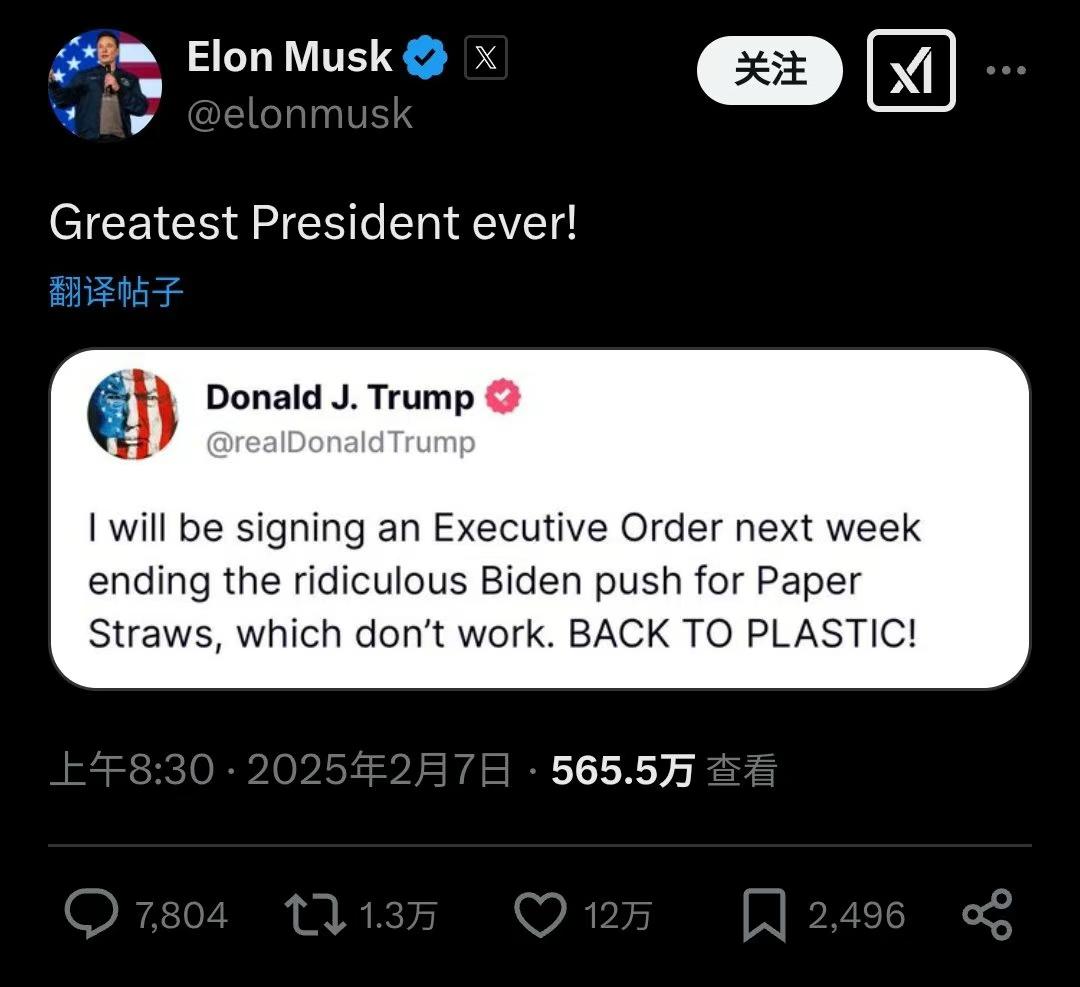 Elon Musk
@elonmusk
关注
Greatest President ever!
翻译帖子
Donald J. Trump
@realDonaldTrump
I will be signing an Executive Order next week
ending the ridiculous Biden push for Paper
Straws, which don’t work. BACK TO PLASTIC!
上午8:30 · 2025年2月7日 · 565.5万 查看
7,804 1.3万 12万 2,496